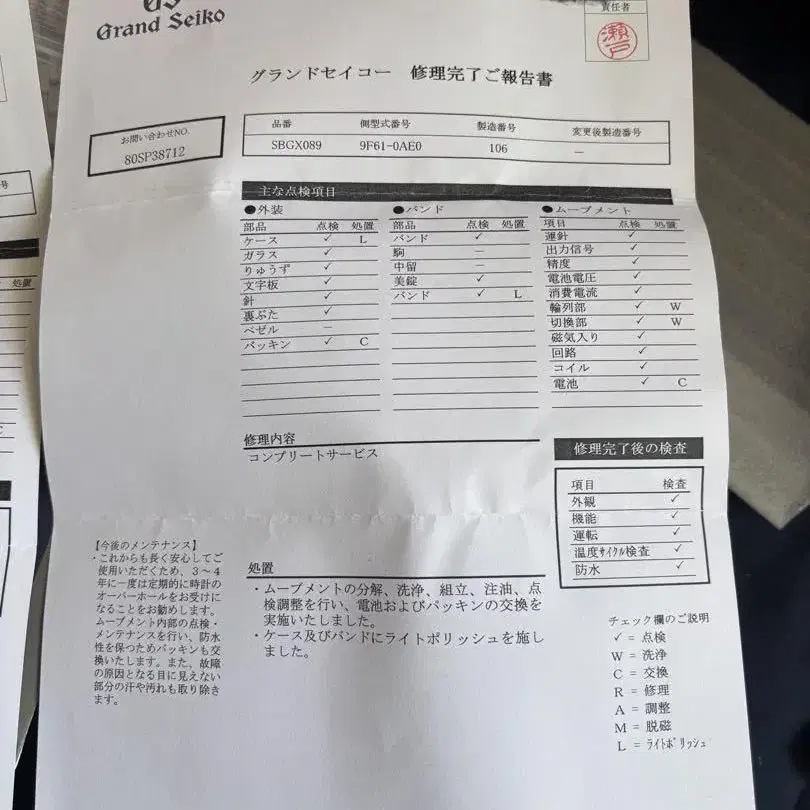 GS
Grand Seiko
責任者
瀬戸
グランドセイコー 修理完了ご報告書
お問い合わせNO.
80SP38712
品番 側型式番号 製造番号 変更後製造番号
SBGX089 9F61-0AE0 106 −
主な点検項目
●外装
部品 点検 処置
ケース ✓ L
ガラス ✓
りゅうず ✓
文字板 ✓
針 ✓
裏ぶた ✓
ベゼル −
パッキン ✓ C
●バンド
部品 点検 処置
バンド ✓
駒 −
中留 −
美錠 ✓
バンド ✓ L
●ムーブメント
項目 点検 処置
運針 ✓
出力信号 ✓
精度 ✓
電池電圧 ✓
消費電流 ✓
輪列部 ✓ W
切換部 ✓ W
磁気入り ✓
回路 ✓
コイル ✓
電池 ✓ C
修理内容
コンプリートサービス
修理完了後の検査
項目 検査
外観 ✓
機能 ✓
運転 ✓
温度サイクル検査 ✓
防水 ✓
【今後のメンテナンス】
・これからも長く安心してご
使用いただくため、3〜4
年に一度は定期的に時計の
オーバーホールをお受けに
なることをお勧めします。
ムーブメント内部の点検・
メンテナンスを行い、防水
性を保つためパッキンも交
換いたします。また、故障
の原因となる目に見えない
部分の汗や汚れも取り除き
ます。
処置
・ムーブメントの分解、洗浄、組立、注油、点
検調整を行い、電池およびパッキンの交換を
実施いたしました。
・ケース及びバンドにライトポリッシュを施し
ました。
チェック欄のご説明
✓ = 点検
W = 洗浄
C = 交換
R = 修理
A = 調整
M = 脱磁
L = ライトポリッシュ
号
処置
C